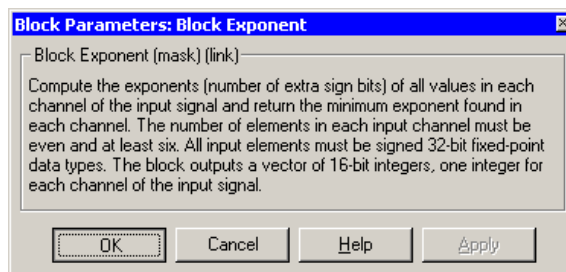 Block Parameters: Block Exponent
Block Exponent (mask) (link)
Compute the exponents (number of extra sign bits) of all values in each
channel of the input signal and return the minimum exponent found in
each channel. The number of elements in each input channel must be
even and at least six. All input elements must be signed 32-bit fixed-point
data types. The block outputs a vector of 16-bit integers, one integer for
each channel of the input signal.
OK Cancel Help Apply